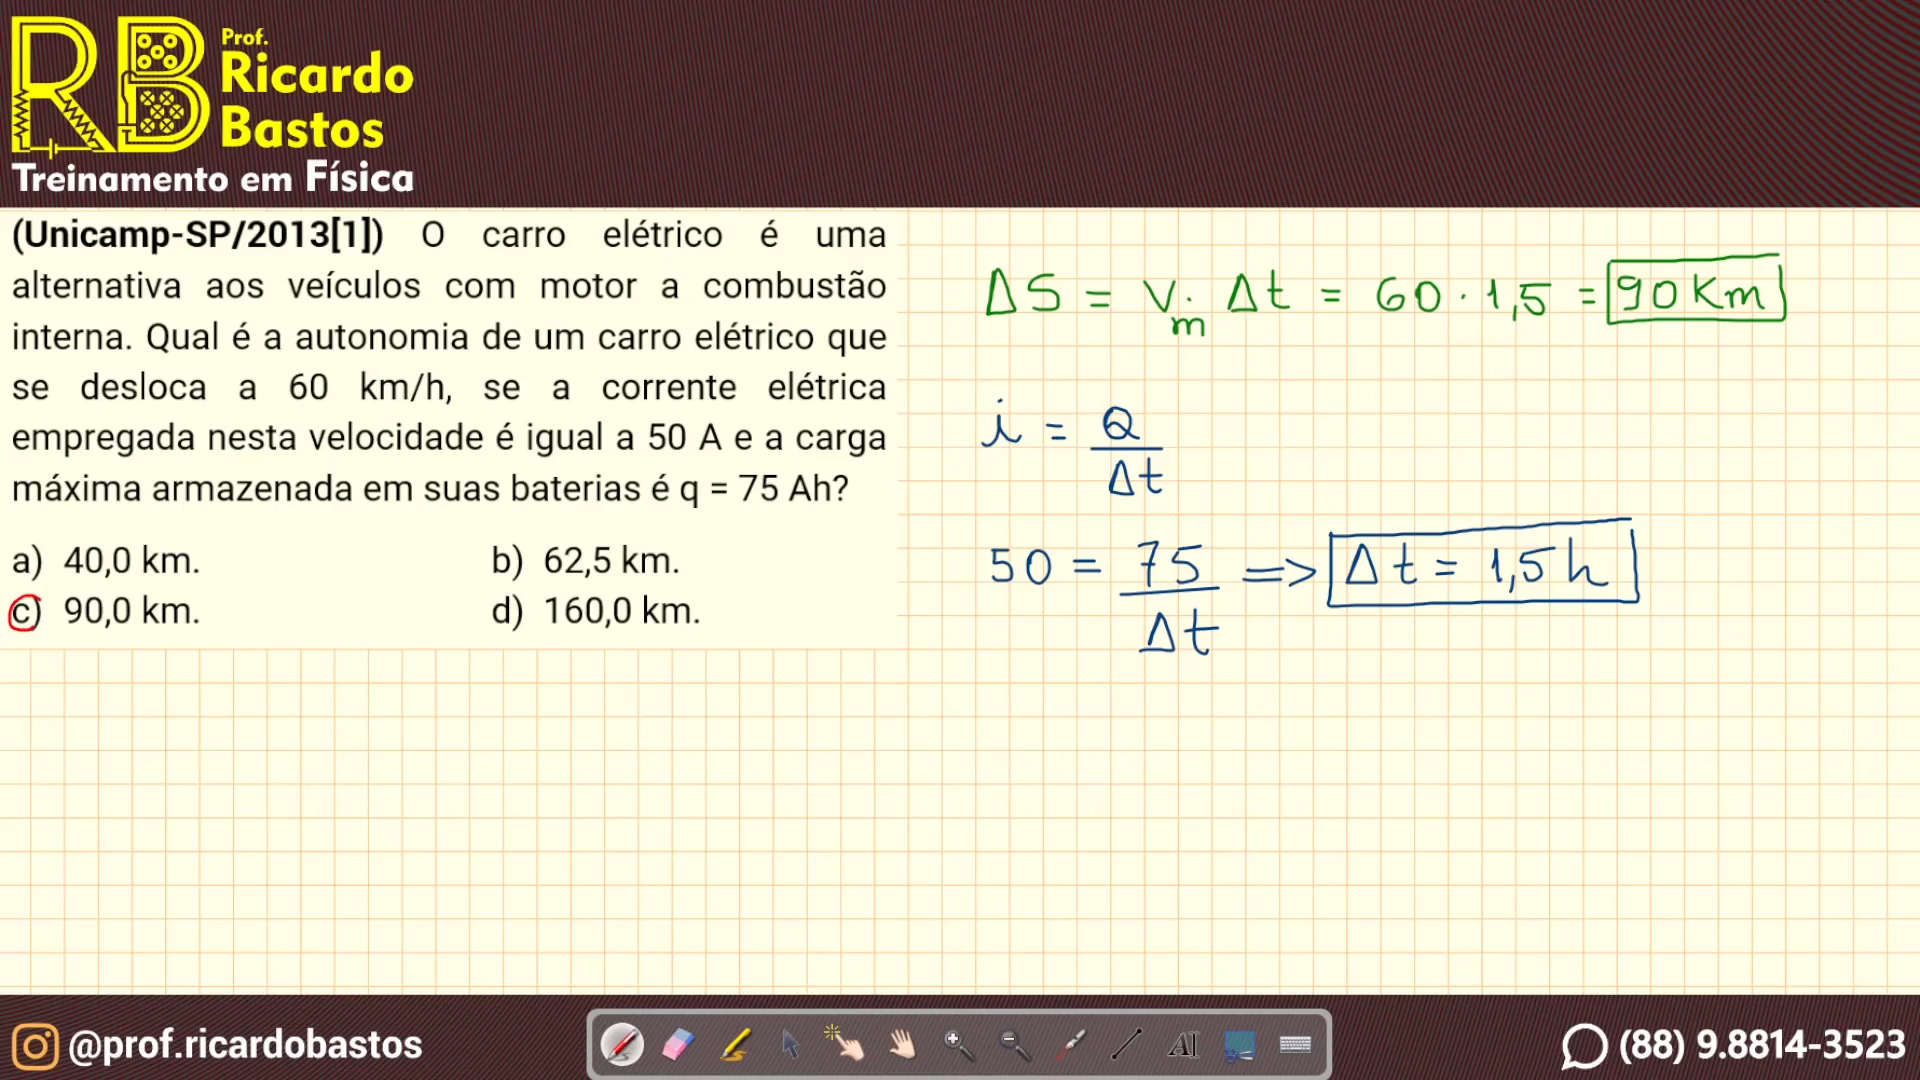 RB
Prof.
Ricardo
Bastos
Treinamento em Física
(Unicamp-SP/2013[1]) O carro elétrico é uma
alternativa aos veículos com motor a combustão
interna. Qual é a autonomia de um carro elétrico que
se desloca a 60 km/h, se a corrente elétrica
empregada nesta velocidade é igual a 50 A e a carga
máxima armazenada em suas baterias é q = 75 Ah?
a) 40,0 km. b) 62,5 km.
c) 90,0 km. d) 160,0 km.
ΔS = Vm · Δt = 60 · 1,5 = 90 Km
i = Q
Δt
50 = 75 => Δt = 1,5 h
Δt
@prof.ricardobastos
AI
(88) 9.8814-3523